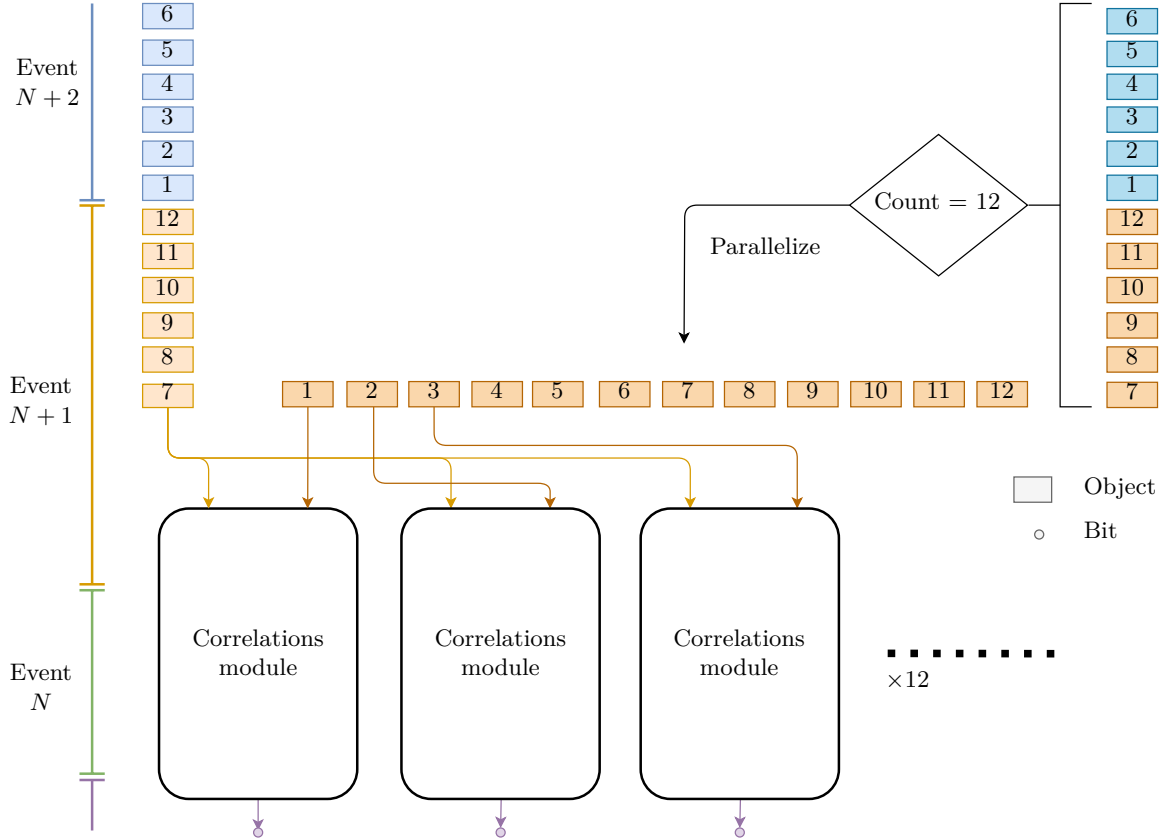 Event
N + 2
6
5
4
3
2
1
12
11
10
9
8
7
Event
N + 1
Event
N
6
5
4
3
2
1
12
11
10
9
8
7
Count = 12
Parallelize
1 2 3 4 5 6 7 8 9 10 11 12
Object
Bit
Correlations
module
Correlations
module
Correlations
module
×12